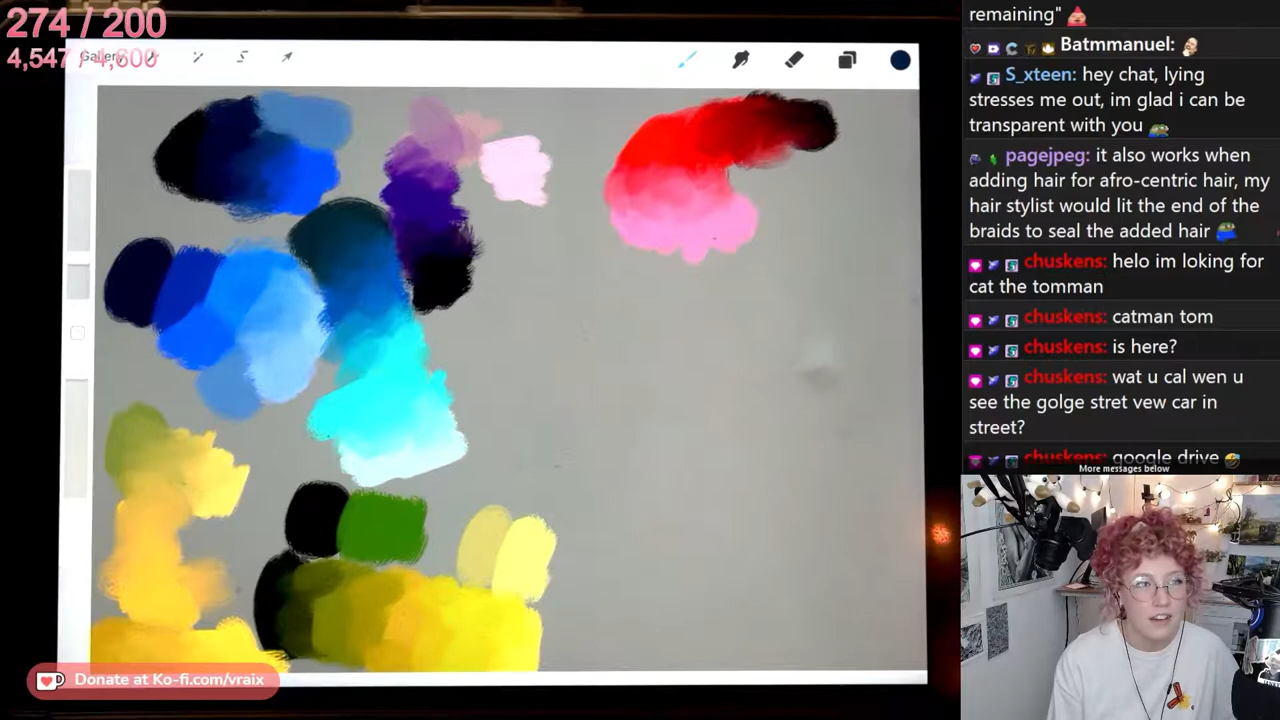 274 / 200
4,547 / 4,600
Gallery
Donate at Ko-fi.com/vraix
remaining"
Batmmanuel:
S_xteen: hey chat, lying
stresses me out, im glad i can be
transparent with you
pagejpeg: it also works when
adding hair for afro-centric hair, my
hair stylist would lit the end of the
braids to seal the added hair
chuskens: helo im loking for
cat the tomman
chuskens: catman tom
chuskens: is here?
chuskens: wat u cal wen u
see the golge stret vew car in
street?
chuskens: google drive
More messages below